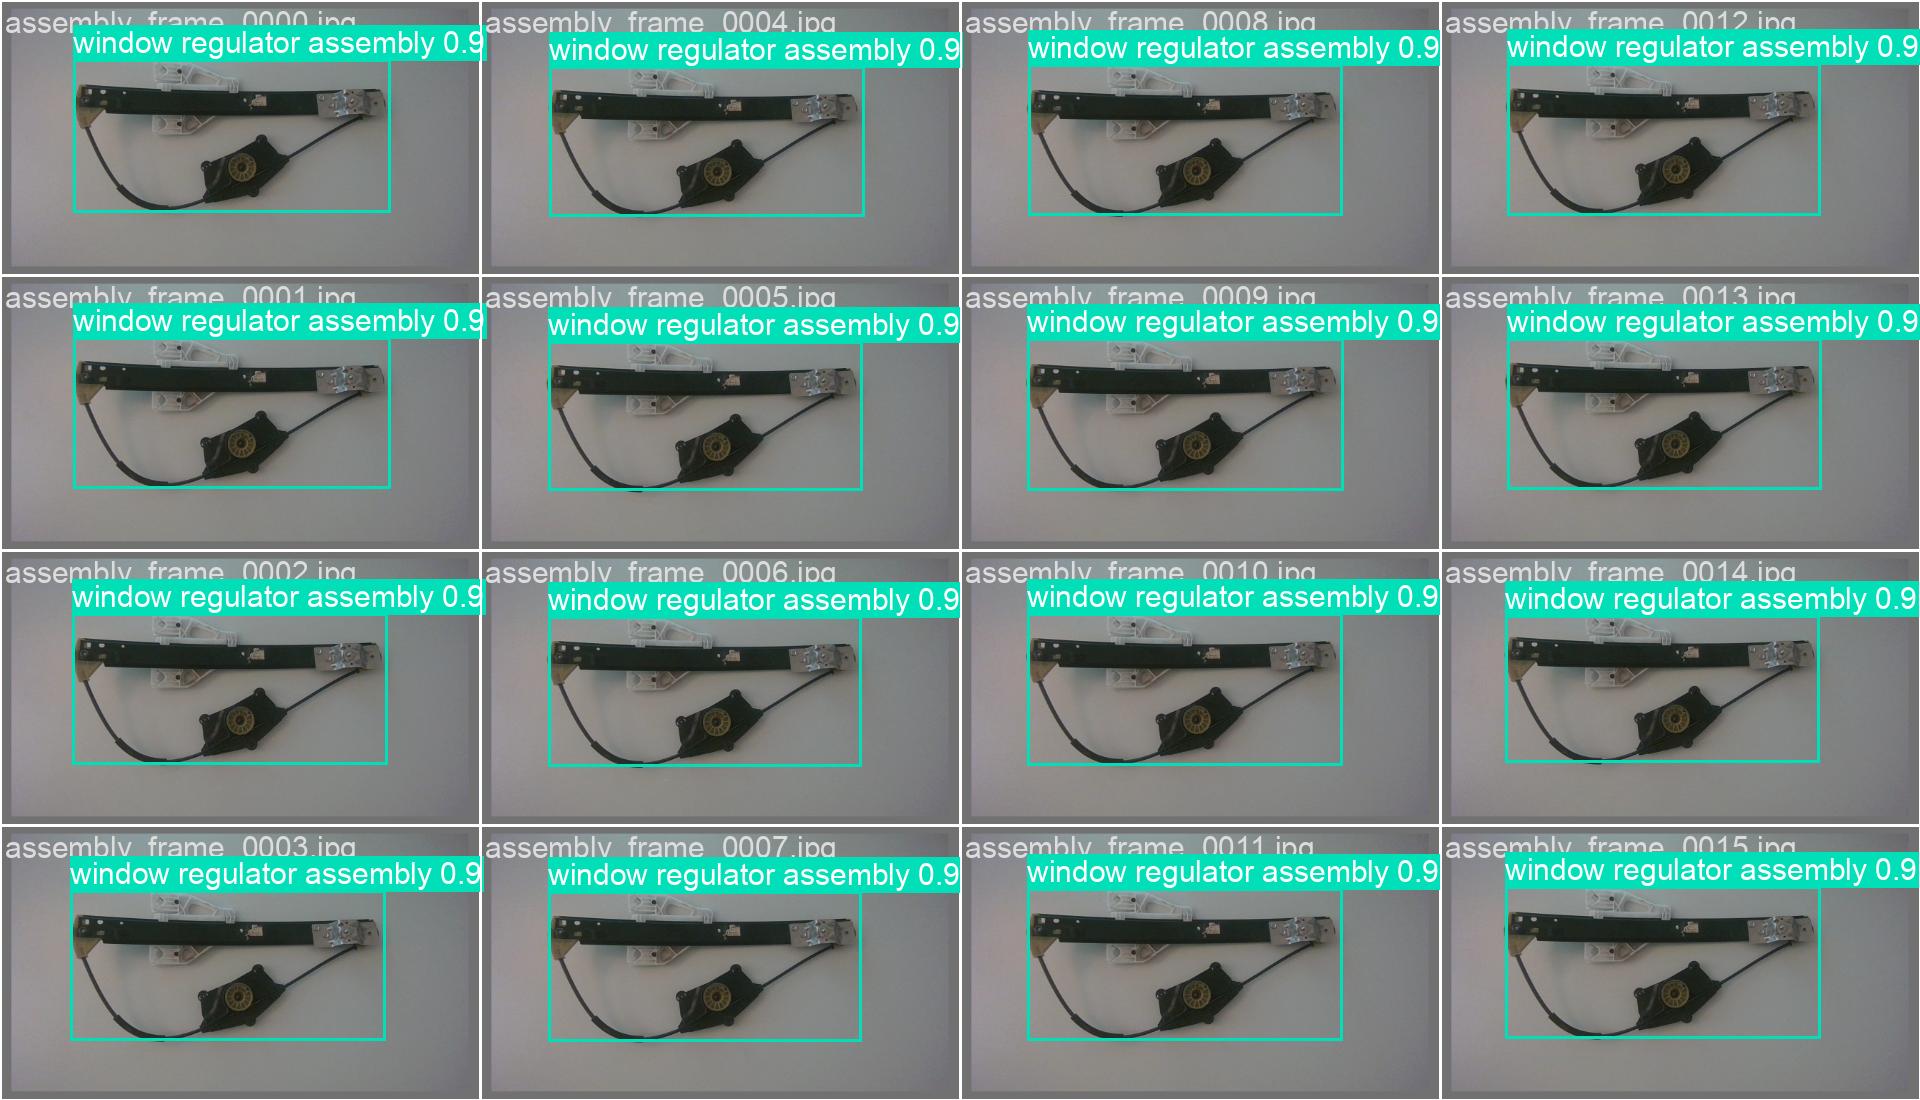 assembly_frame_0000.jpg
window regulator assembly 0.9
assembly_frame_0004.jpg
window regulator assembly 0.9
assembly_frame_0008.jpg
window regulator assembly 0.9
assembly_frame_0012.jpg
window regulator assembly 0.9
assembly_frame_0001.jpg
window regulator assembly 0.9
assembly_frame_0005.jpg
window regulator assembly 0.9
assembly_frame_0009.jpg
window regulator assembly 0.9
assembly_frame_0013.jpg
window regulator assembly 0.9
assembly_frame_0002.jpg
window regulator assembly 0.9
assembly_frame_0006.jpg
window regulator assembly 0.9
assembly_frame_0010.jpg
window regulator assembly 0.9
assembly_frame_0014.jpg
window regulator assembly 0.9
assembly_frame_0003.jpg
window regulator assembly 0.9
assembly_frame_0007.jpg
window regulator assembly 0.9
assembly_frame_0011.jpg
window regulator assembly 0.9
assembly_frame_0015.jpg
window regulator assembly 0.9